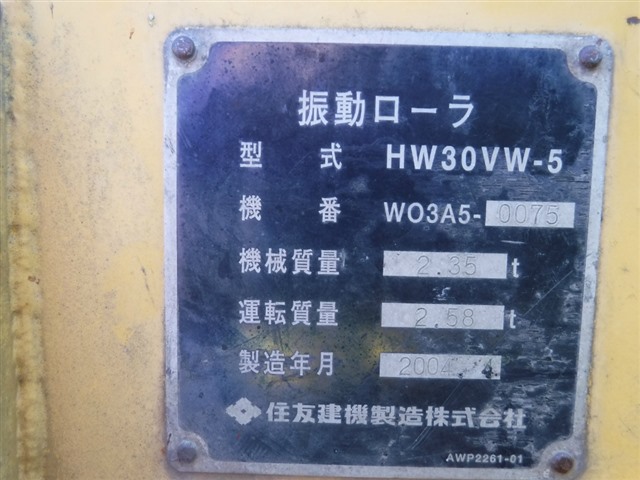 振動ローラ
型 式 HW30VW-5
機 番 WO3A5-0075
機械質量 2.35 t
運転質量 2.58 t
製造年月 2004 4
住友建機製造株式会社
AWP2261-01